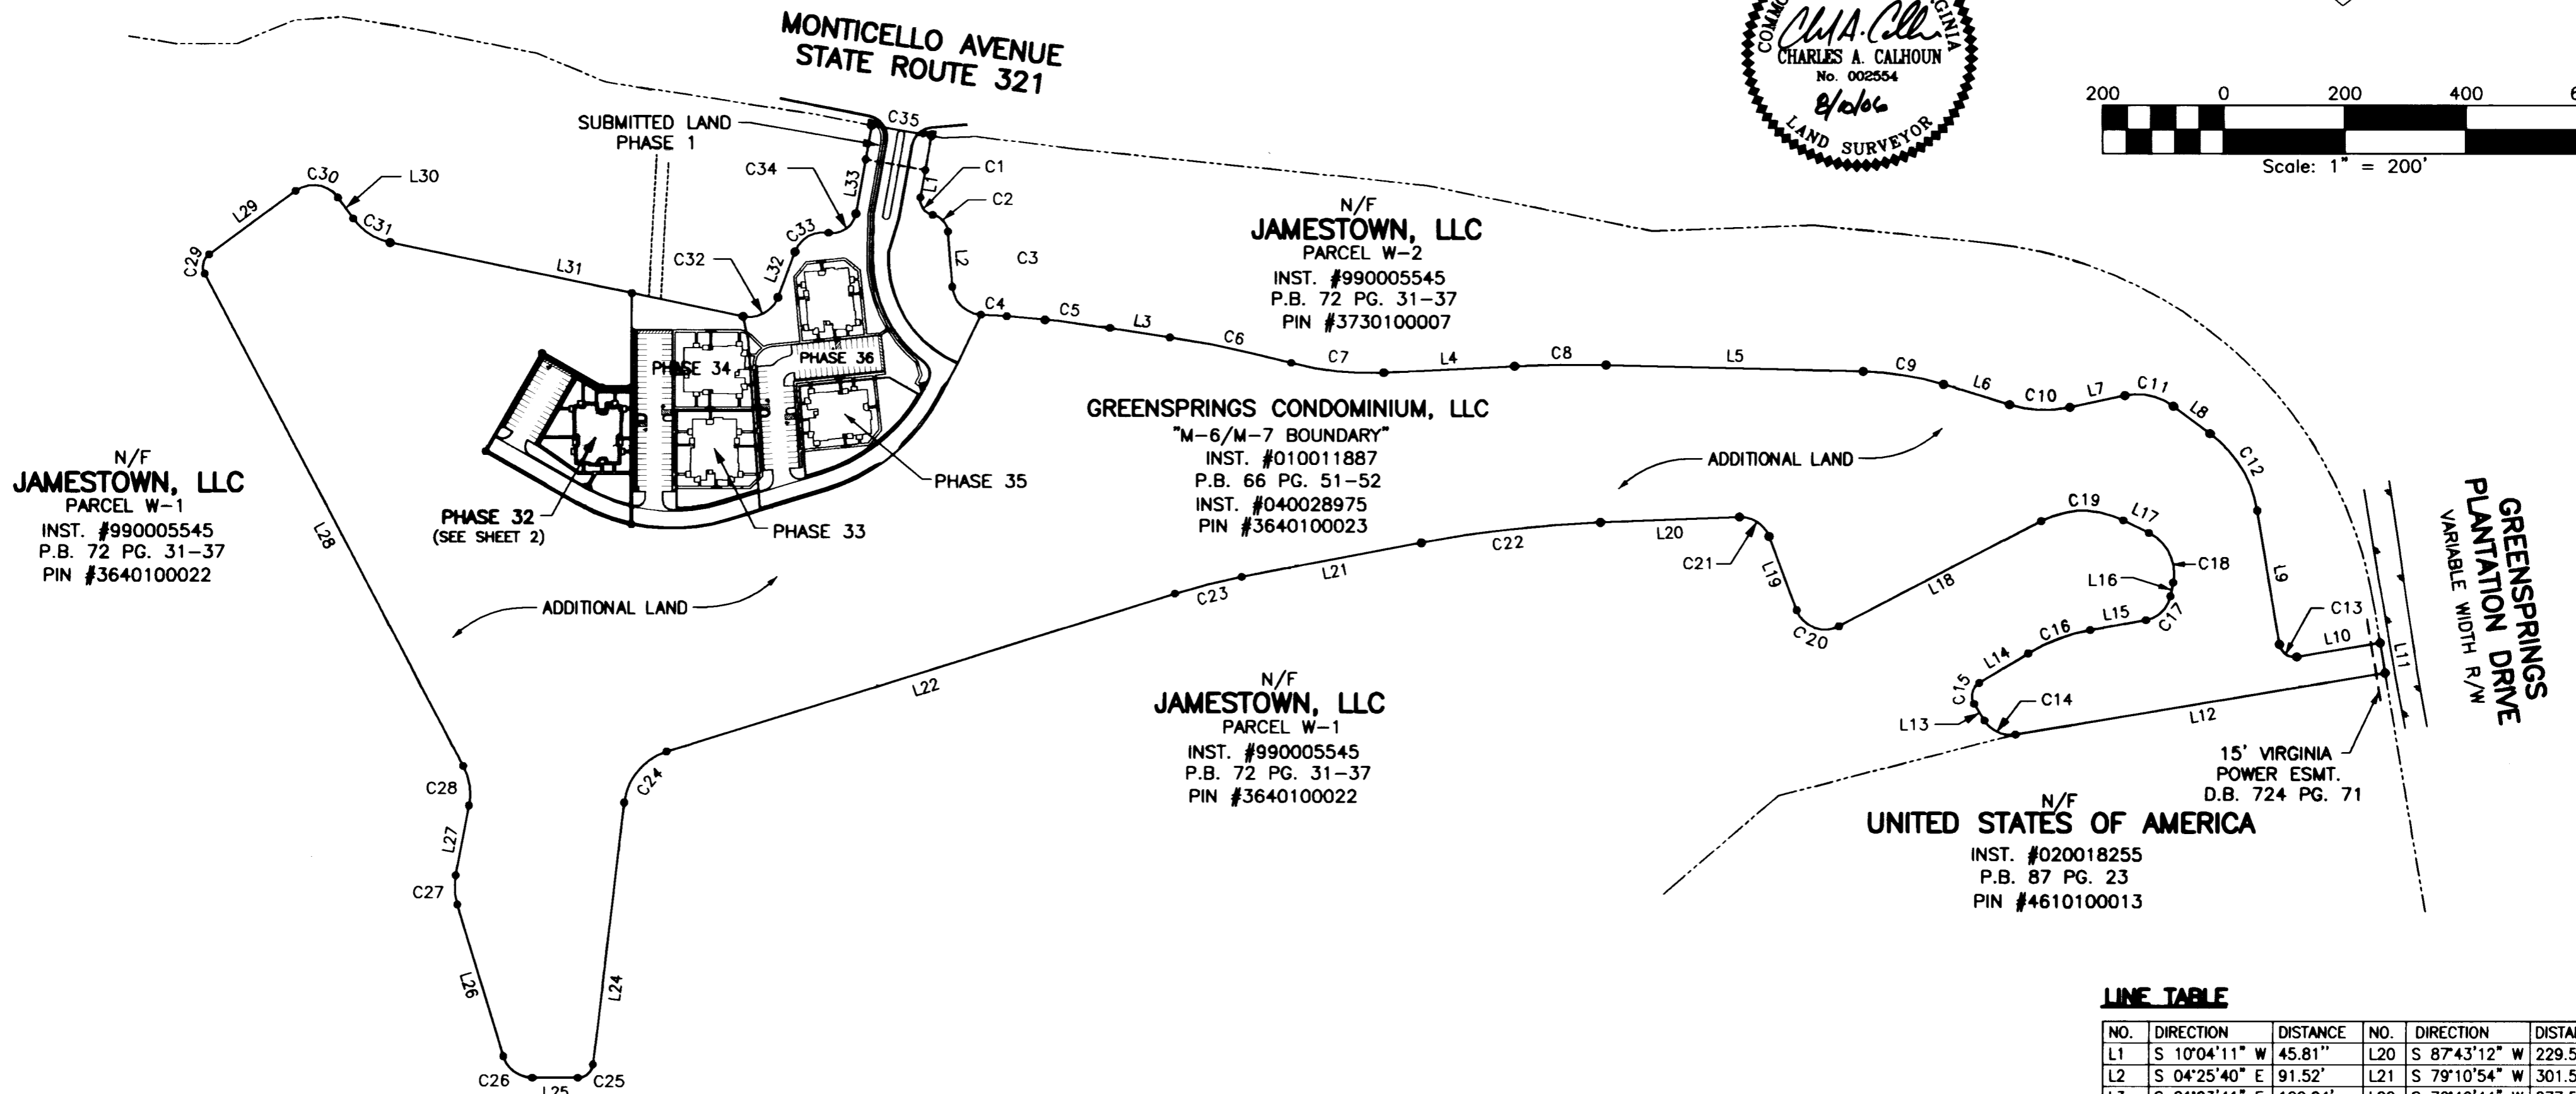 MONTICELLO AVENUE
STATE ROUTE 321
CHARLES A. CALHOUN
No. 002554
8/10/06
LAND SURVEYOR
200 0 200 400
Scale: 1" = 200'
SUBMITTED LAND
PHASE 1
C35
C34
C1
L1
C2
L33
C33
C32
L32
L2
C3
C30
L30
L29
C31
C29
L31
C4
C5
L3
C6
C7
L4
C8
L5
C9
L6
C10
L7
C11
L8
C12
L9
C13
L10
L11
N/F
JAMESTOWN, LLC
PARCEL W-2
INST. #990005545
P.B. 72 PG. 31-37
PIN #3730100007
PHASE 34
PHASE 36
PHASE 35
PHASE 33
PHASE 32
(SEE SHEET 2)
GREENSPRINGS CONDOMINIUM, LLC
"M-6/M-7 BOUNDARY"
INST. #010011887
P.B. 66 PG. 51-52
INST. #040028975
PIN #3640100023
ADDITIONAL LAND
N/F
JAMESTOWN, LLC
PARCEL W-1
INST. #990005545
P.B. 72 PG. 31-37
PIN #3640100022
L28
ADDITIONAL LAND
GREENSPRINGS
PLANTATION DRIVE
VARIABLE WIDTH R/W
C19
L17
C18
L16
C17
L15
C16
L14
C15
L13
C14
L12
L18
C20
L19
C21
L20
C22
L21
C23
L22
C24
L24
C25
L25
C26
L26
C27
L27
C28
N/F
JAMESTOWN, LLC
PARCEL W-1
INST. #990005545
P.B. 72 PG. 31-37
PIN #3640100022
15' VIRGINIA
POWER ESMT.
D.B. 724 PG. 71
N/F
UNITED STATES OF AMERICA
INST. #020018255
P.B. 87 PG. 23
PIN #4610100013
LINE TABLE
NO. DIRECTION DISTANCE NO. DIRECTION
L1 S 10°04'11" W 45.81'' L20 S 87°43'12" W 229.5
L2 S 04°25'40" E 91.52' L21 S 79°10'54" W 301.5